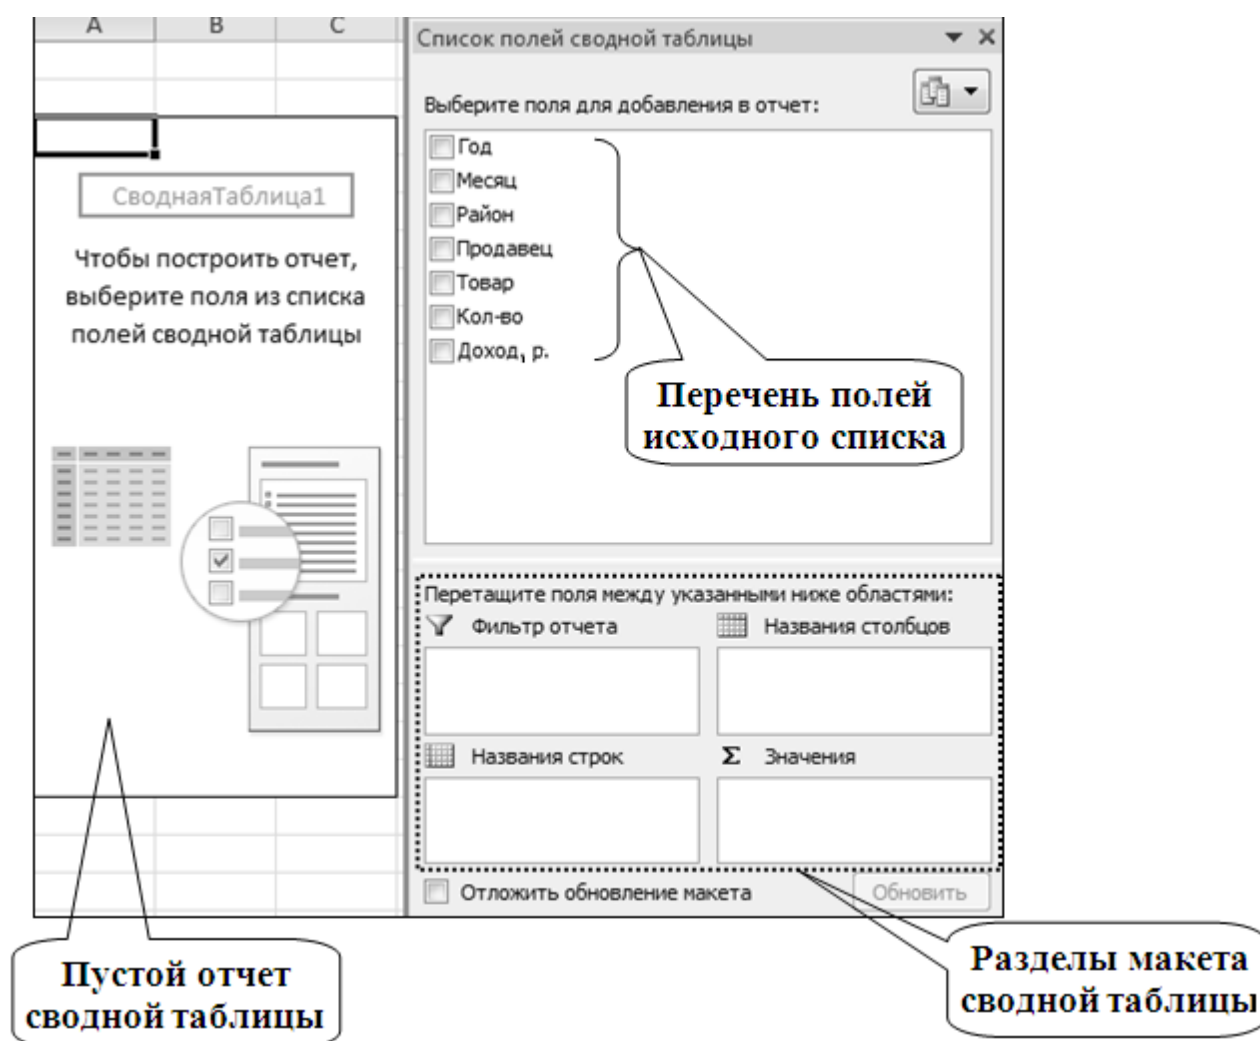 A B C
СводнаяТаблица1
Чтобы построить отчет,
выберите поля из списка
полей сводной таблицы
Список полей сводной таблицы
Выберите поля для добавления в отчет:
Год
Месяц
Район
Продавец
Товар
Кол-во
Доход, р.
Перечень полей
исходного списка
Перетащите поля между указанными ниже областями:
Фильтр отчета
Названия столбцов
Названия строк
Σ Значения
Отложить обновление макета
Обновить
Пустой отчет
сводной таблицы
Разделы макета
сводной таблицы